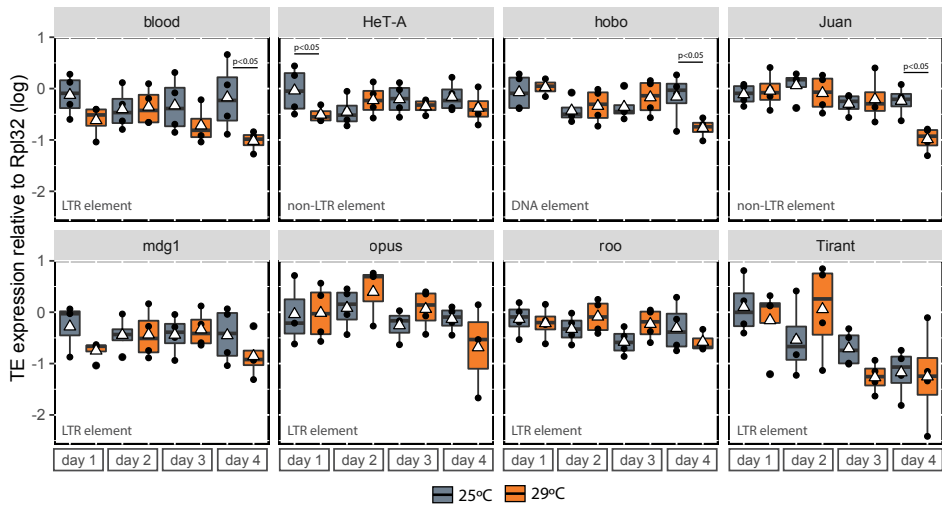 blood HeT-A hobo Juan
TE expression relative to Rpl32 (log)
1
0
-1
-2
p<0.05
p<0.05
p<0.05
p<0.05
LTR element non-LTR element DNA element non-LTR element
mdg1 opus roo Tirant
1
0
-1
-2
LTR element LTR element LTR element LTR element
day 1 day 2 day 3 day 4 day 1 day 2 day 3 day 4 day 1 day 2 day 3 day 4 day 1 day 2 day 3 day 4
25ºC 29ºC